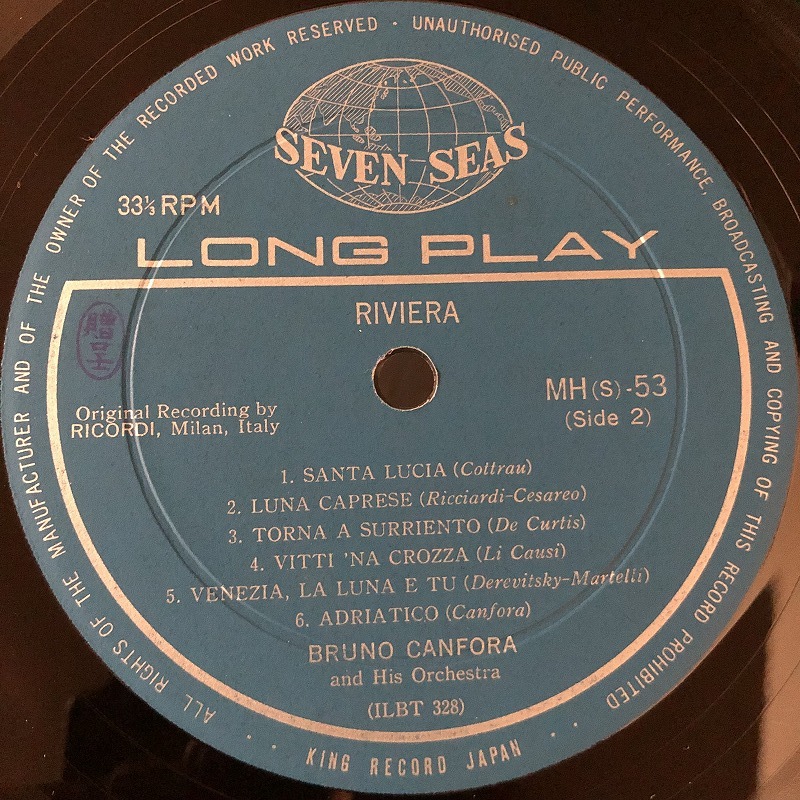 ALL RIGHTS OF THE MANUFACTURER AND OF THE OWNER OF THE RECORDED WORK RESERVED · UNAUTHORISED PUBLIC PERFORMANCE, BROADCASTING AND COPYING OF THIS RECORD PROHIBITED
SEVEN SEAS
33⅓ RPM
LONG PLAY
RIVIERA
MH(S)-53
(Side 2)
Original Recording by
RICORDI, Milan, Italy
1. SANTA LUCIA (Cottrau)
2. LUNA CAPRESE (Ricciardi-Cesareo)
3. TORNA A SURRIENTO (De Curtis)
4. VITTI 'NA CROZZA (Li Causi)
5. VENEZIA, LA LUNA E TU (Derevitsky-Martelli)
6. ADRIATICO (Canfora)
BRUNO CANFORA
and His Orchestra
(ILBT 328)
· · KING RECORD JAPAN · ·